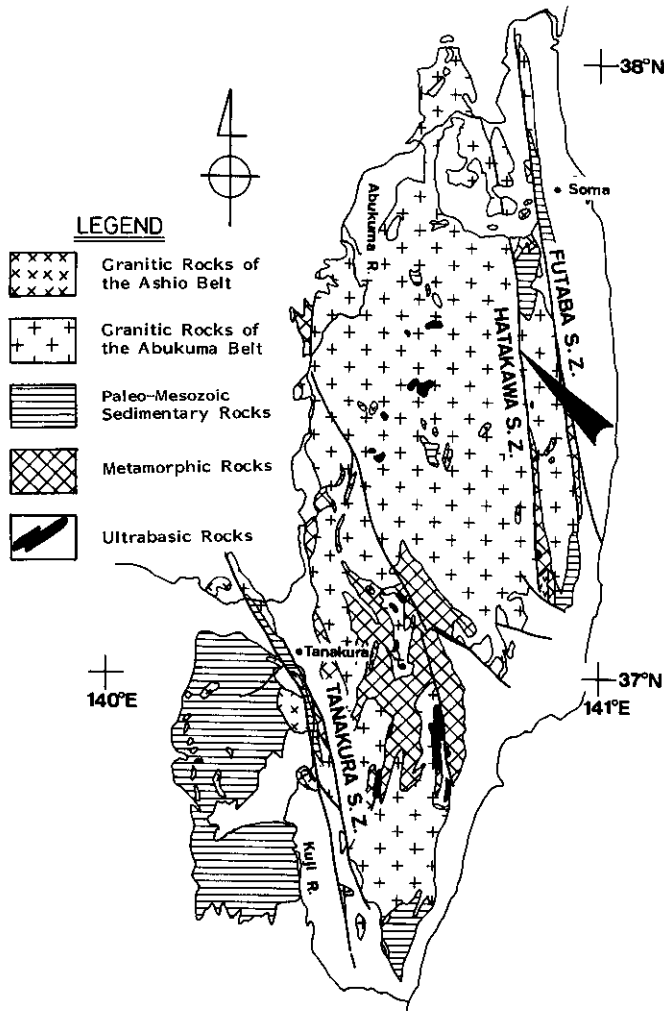 38°N
Soma
Abukuma R.
LEGEND
Granitic Rocks of
the Ashio Belt
Granitic Rocks of
the Abukuma Belt
Paleo-Mesozoic
Sedimentary Rocks
Metamorphic Rocks
Ultrabasic Rocks
FUTABA S. Z.
HATAKAWA S. Z.
Tanakura
140°E
37°N
141°E
TANAKURA S. Z.
Kuji R.